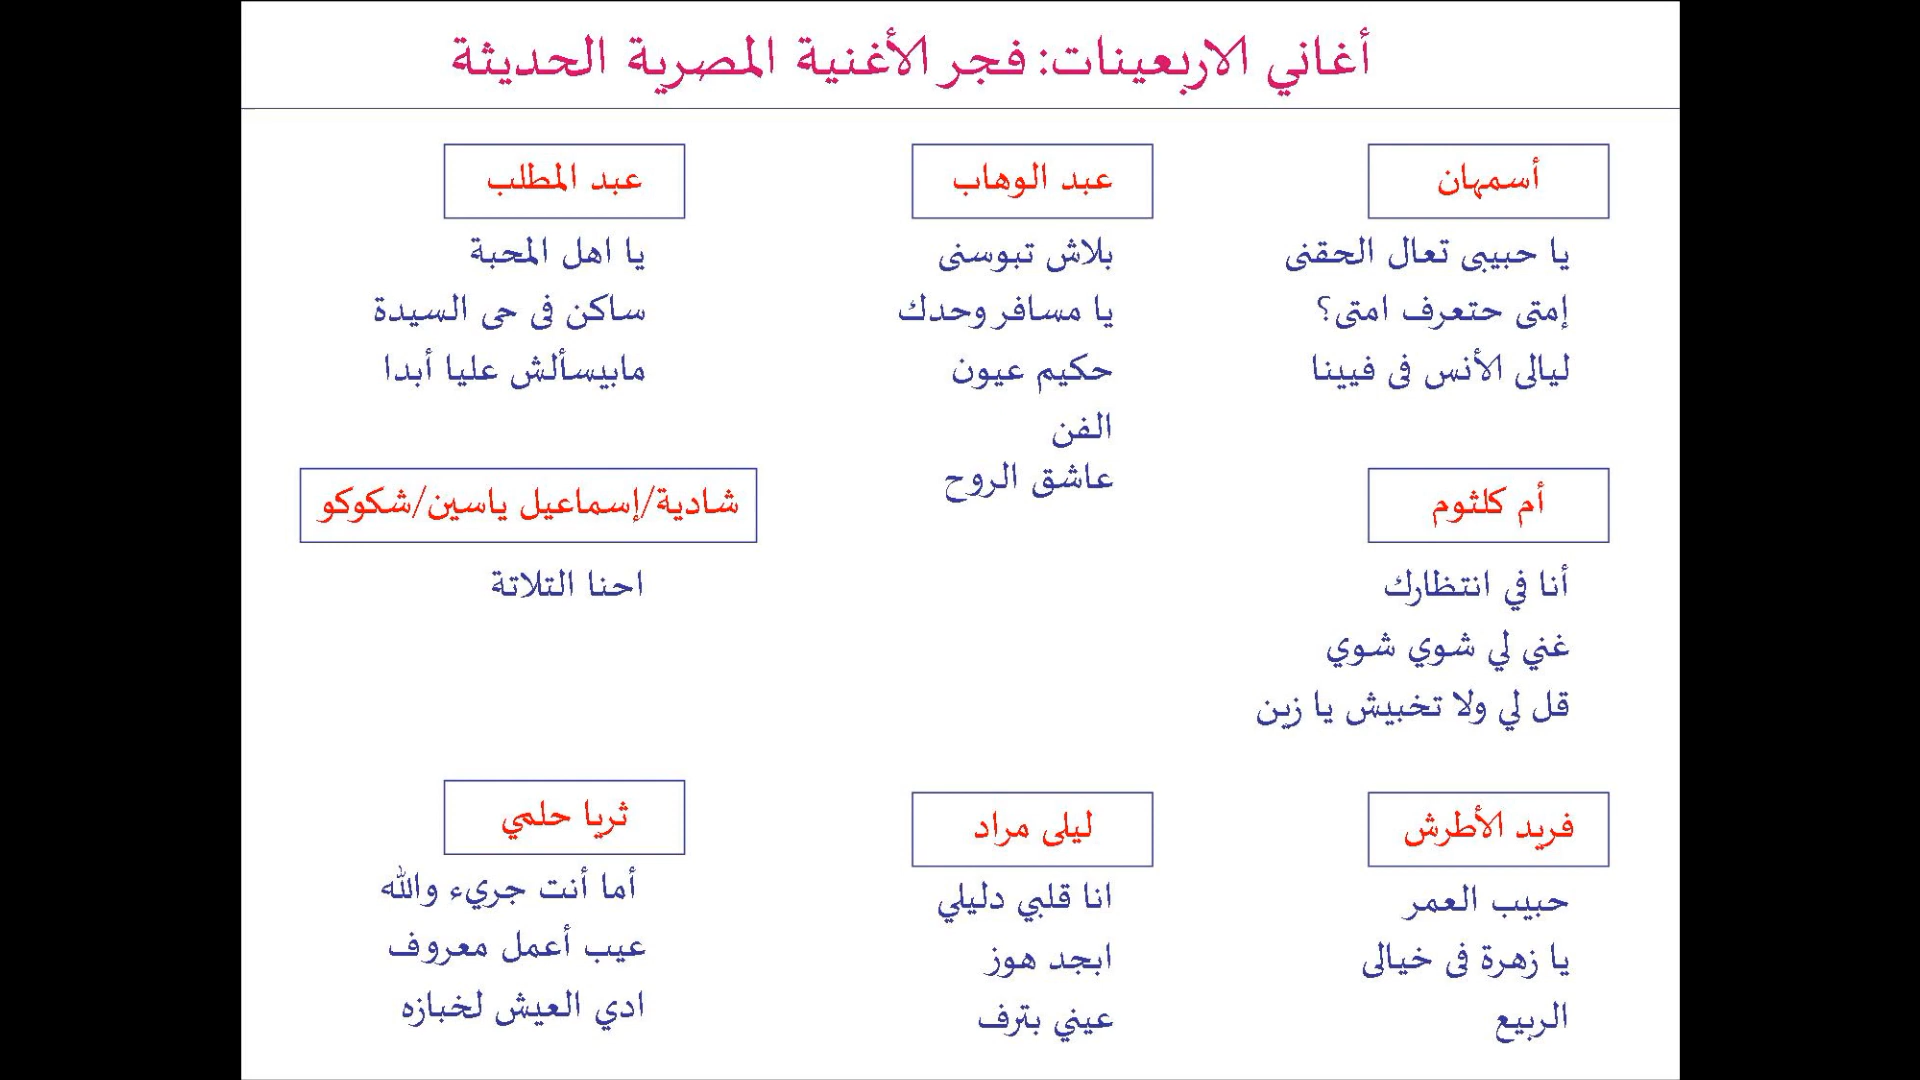 أغاني الاربعينات: فجر الأغنية المصرية الحديثة
أسمهان
يا حبيبى تعال الحقنى
إمتى حتعرف امتى؟
ليالى الأنس فى فيينا
عبد الوهاب
بلاش تبوسنى
يا مسافر وحدك
حكيم عيون
الفن
عاشق الروح
عبد المطلب
يا اهل المحبة
ساكن فى حى السيدة
مابيسألش عليا أبدا
أم كلثوم
أنا في انتظارك
غني لي شوي شوي
قل لي ولا تخبيش يا زين
شادية/إسماعيل ياسين/شكوكو
احنا التلاتة
فريد الأطرش
حبيب العمر
يا زهرة فى خيالى
الربيع
ليلى مراد
انا قلبي دليلي
ابجد هوز
عيني بترف
ثريا حلمي
أما أنت جريء والله
عيب أعمل معروف
ادي العيش لخبازه